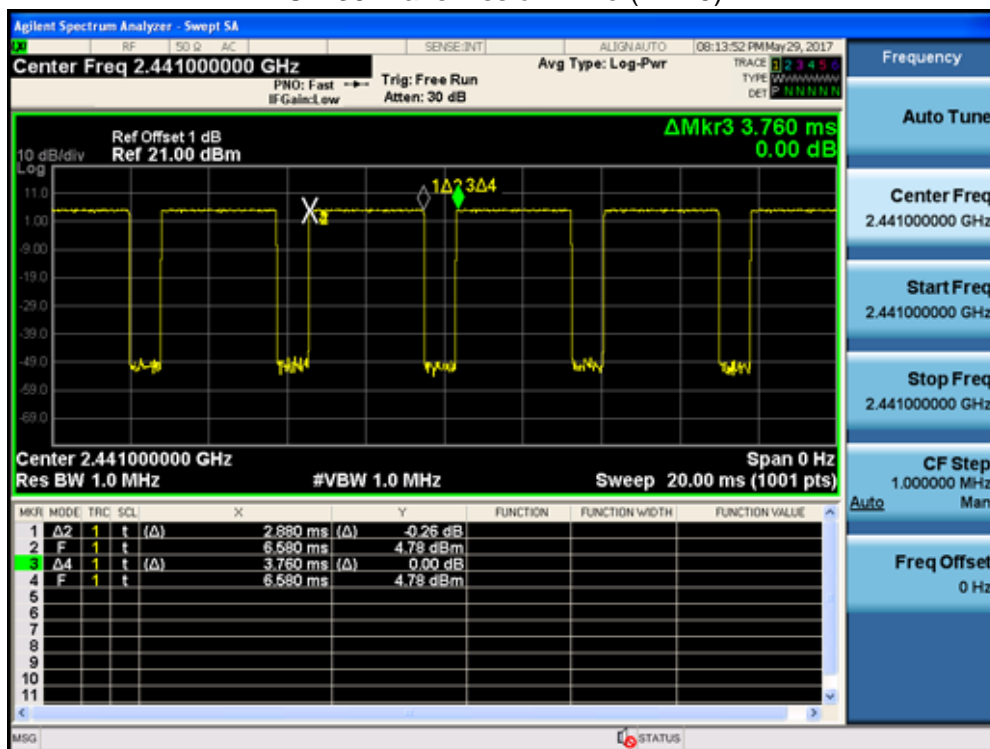 Agilent Spectrum Analyzer - Swept SA
RF 50 Ω AC SENSE:INT ALIGNAUTO 08:13:52 PM May 29, 2017
Center Freq 2.441000000 GHz
PNO: Fast
IFGain:Low
Trig: Free Run
Atten: 30 dB
Avg Type: Log-Pwr
TRACE 1 2 3 4 5 6
TYPE WWWWWWW
DET P N N N N N
ΔMkr3 3.760 ms
0.00 dB
Ref Offset 1 dB
10 dB/div Ref 21.00 dBm
Log
11.0
1.00
-9.00
-19.0
-29.0
-39.0
-49.0
-59.0
-69.0
1Δ2 3Δ4
X
Center 2.441000000 GHz Span 0 Hz
Res BW 1.0 MHz #VBW 1.0 MHz Sweep 20.00 ms (1001 pts)
MKR MODE TRC SCL X Y FUNCTION FUNCTION WIDTH FUNCTION VALUE
1 Δ2 1 t (Δ) 2.880 ms (Δ) -0.26 dB
2 F 1 t 6.580 ms 4.78 dBm
3 Δ4 1 t (Δ) 3.760 ms (Δ) 0.00 dB
4 F 1 t 6.580 ms 4.78 dBm
5
6
7
8
9
10
11
MSG STATUS
Frequency
Auto Tune
Center Freq
2.441000000 GHz
Start Freq
2.441000000 GHz
Stop Freq
2.441000000 GHz
CF Step
1.000000 MHz
Auto Man
Freq Offset
0 Hz